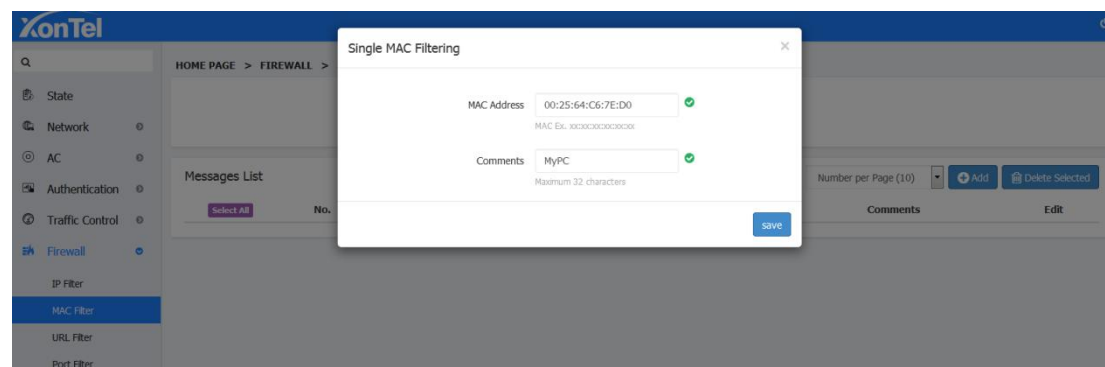 XonTel
Single MAC Filtering
×
HOME PAGE > FIREWALL >
State
MAC Address 00:25:64:C6:7E:D0
MAC Ex. xx:xx:xx:xx:xx:xx
Network
AC
Comments MyPC
Maximum 32 characters
Messages List
Number per Page (10)
Add
Delete Selected
Authentication
Select All No. Comments Edit
Traffic Control
save
Firewall
IP Filter
MAC Filter
URL Filter
Port Filter